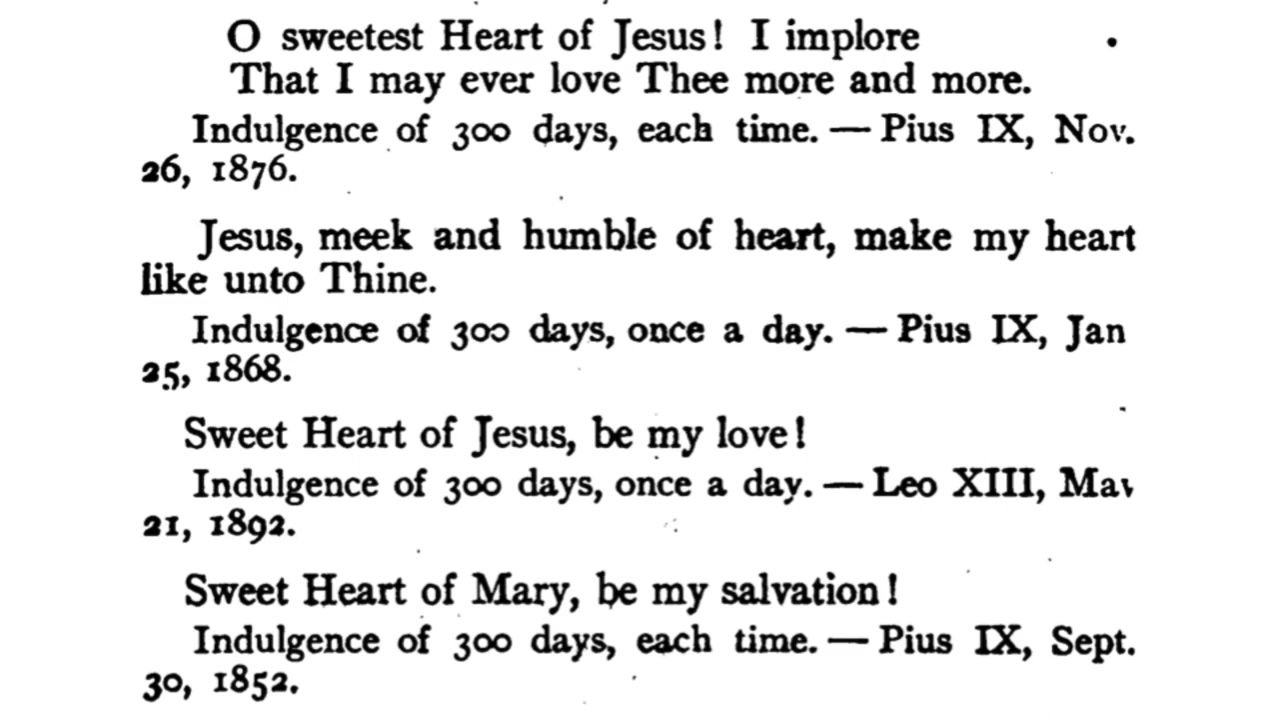 O sweetest Heart of Jesus! I implore
That I may ever love Thee more and more.
Indulgence of 300 days, each time. — Pius IX, Nov.
26, 1876.
Jesus, meek and humble of heart, make my heart
like unto Thine.
Indulgence of 300 days, once a day. — Pius IX, Jan
25, 1868.
Sweet Heart of Jesus, be my love!
Indulgence of 300 days, once a day. — Leo XIII, May
21, 1892.
Sweet Heart of Mary, be my salvation!
Indulgence of 300 days, each time. — Pius IX, Sept.
30, 1852.